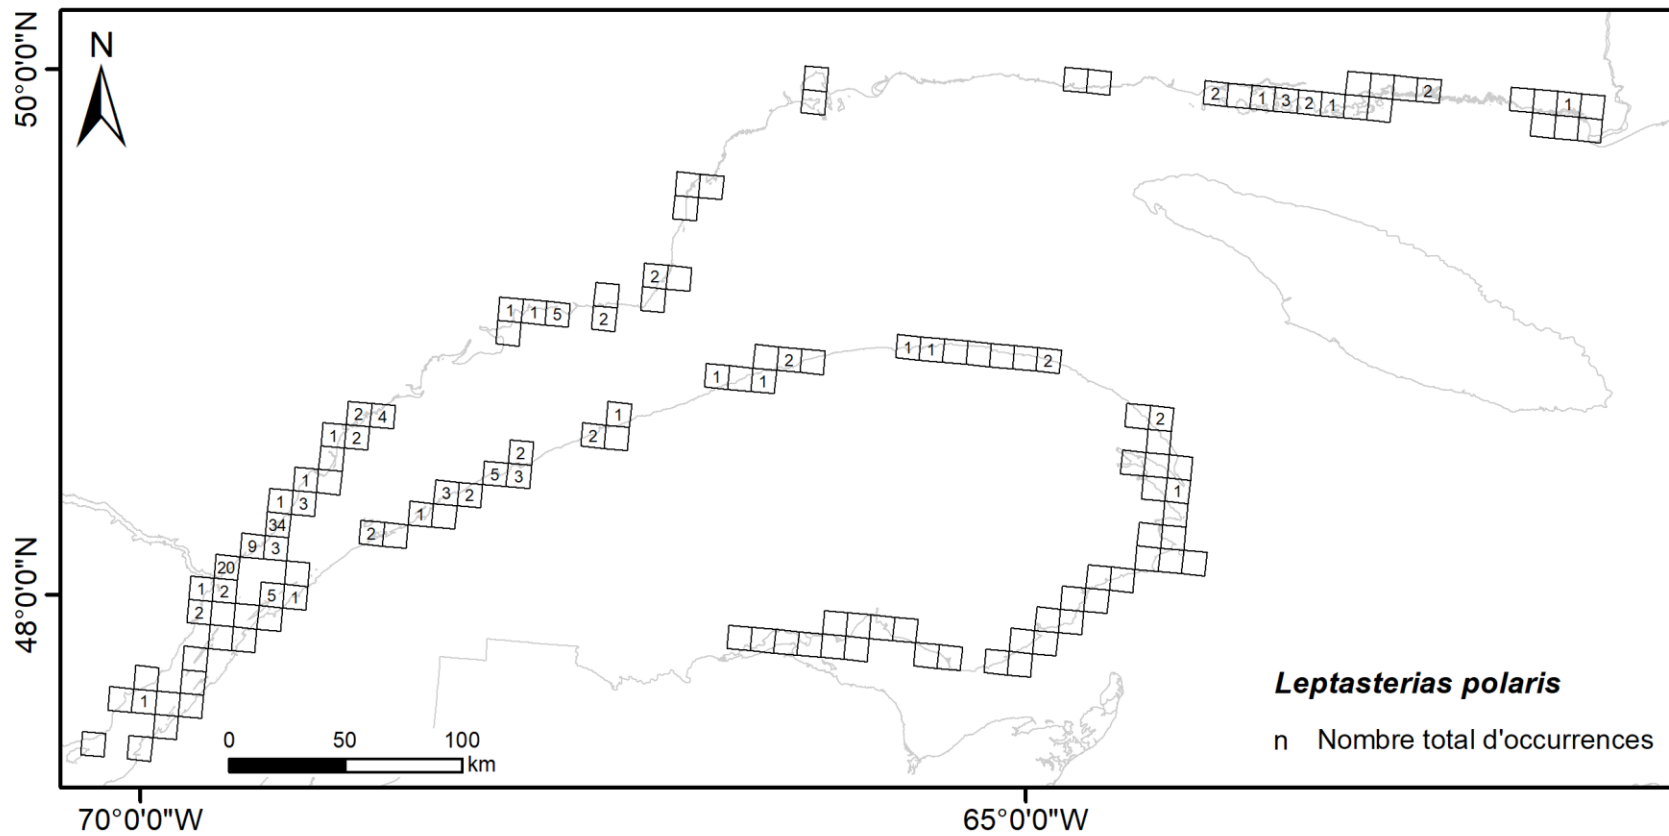 N
50°0'0"N
2 1 3 2 1 2 1
2
1 1 5 2
1 1 2
2
1 1
2 4
1 2
1 2
2
2
1
5 3
1
1 3
3 2
34
1
2
9 3
20
1 2 5 1
2
48°0'0"N
1
Leptasterias polaris
n Nombre total d'occurrences
0 50 100
km
70°0'0"W 65°0'0"W